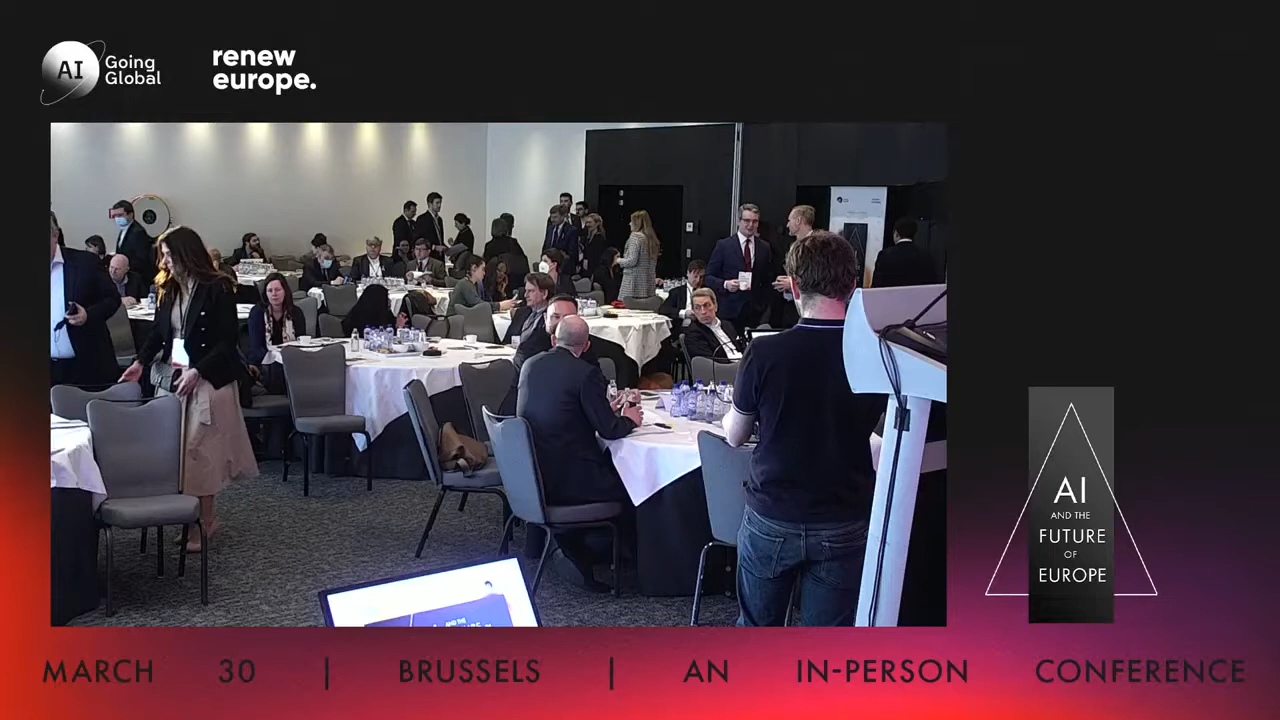 AI
Going
Global
renew
europe.
AI
AND THE
FUTURE
OF
EUROPE
MARCH 30 | BRUSSELS | AN IN-PERSON CONFERENCE